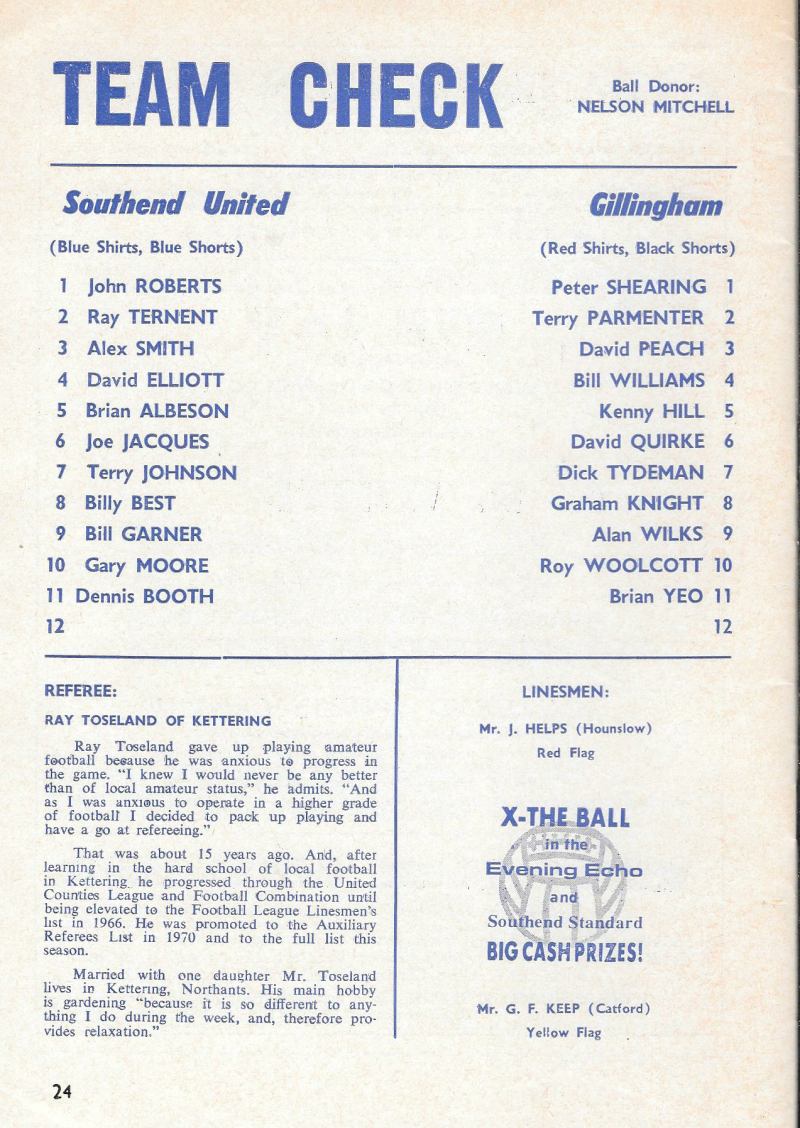 TEAM CHECK
Ball Donor:
NELSON MITCHELL
Southend United
(Blue Shirts, Blue Shorts)
1 John ROBERTS
2 Ray TERNENT
3 Alex SMITH
4 David ELLIOTT
5 Brian ALBESON
6 Joe JACQUES
7 Terry JOHNSON
8 Billy BEST
9 Bill GARNER
10 Gary MOORE
11 Dennis BOOTH
12
Gillingham
(Red Shirts, Black Shorts)
Peter SHEARING 1
Terry PARMENTER 2
David PEACH 3
Bill WILLIAMS 4
Kenny HILL 5
David QUIRKE 6
Dick TYDEMAN 7
Graham KNIGHT 8
Alan WILKS 9
Roy WOOLCOTT 10
Brian YEO 11
12
REFEREE:
RAY TOSELAND OF KETTERING
Ray Toseland gave up playing amateur
football because he was anxious to progress in
the game. "I knew I would never be any better
than of local amateur status," he admits. "And
as I was anxious to operate in a higher grade
of football I decided to pack up playing and
have a go at refereeing."
That was about 15 years ago. And, after
learning in the hard school of local football
in Kettering he progressed through the United
Counties League and Football Combination until
being elevated to the Football League Linesmen's
list in 1966. He was promoted to the Auxiliary
Referees List in 1970 and to the full list this
season.
Married with one daughter Mr. Toseland
lives in Kettering, Northants. His main hobby
is gardening "because it is so different to any-
thing I do during the week, and, therefore pro-
vides relaxation."
LINESMEN:
Mr. J. HELPS (Hounslow)
Red Flag
X-THE BALL
in the
Evening Echo
and
Southend Standard
BIG CASH PRIZES!
Mr. G. F. KEEP (Catford)
Yellow Flag
24